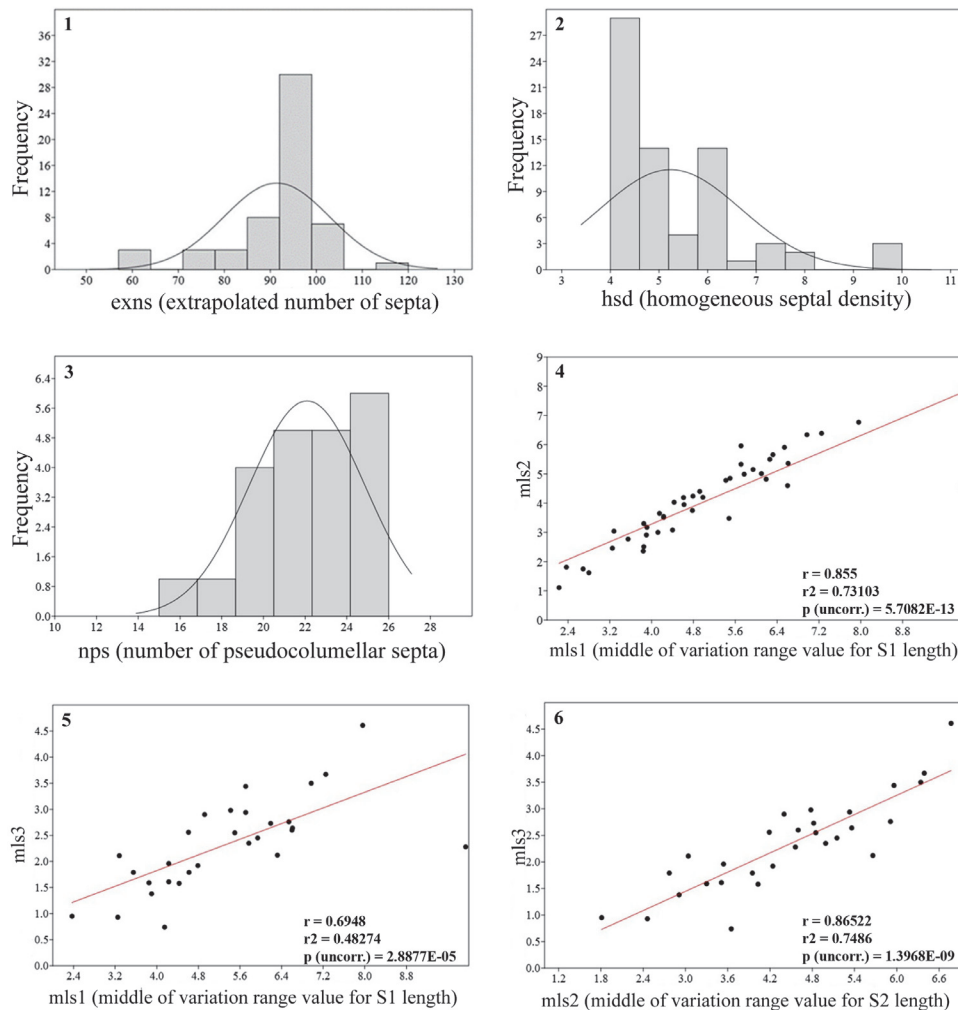 1
Frequency
36
32
28
24
20
16
12
8
4
0
50 60 70 80 90 100 110 120 130
exns (extrapolated number of septa)
2
Frequency
27
24
21
18
15
12
9
6
3
0
3 4 5 6 7 8 9 10 11
hsd (homogeneous septal density)
3
Frequency
6.4
5.6
4.8
4.0
3.2
2.4
1.6
0.8
0.0
10 12 14 16 18 20 22 24 26 28
nps (number of pseudocolumellar septa)
4
mls2
9
8
7
6
5
4
3
2
1
0
2.4 3.2 4.0 4.8 5.6 6.4 7.2 8.0 8.8
r = 0.855
r2 = 0.73103
p (uncorr.) = 5.7082E-13
mls1 (middle of variation range value for S1 length)
5
mls3
4.5
4.0
3.5
3.0
2.5
2.0
1.5
1.0
0.5
0.0
2.4 3.2 4.0 4.8 5.6 6.4 7.2 8.0 8.8
r = 0.6948
r2 = 0.48274
p (uncorr.) = 2.8877E-05
mls1 (middle of variation range value for S1 length)
6
mls3
4.5
4.0
3.5
3.0
2.5
2.0
1.5
1.0
0.5
0.0
1.2 1.8 2.4 3.0 3.6 4.2 4.8 5.4 6.0 6.6
r = 0.86522
r2 = 0.7486
p (uncorr.) = 1.3968E-09
mls2 (middle of variation range value for S2 length)